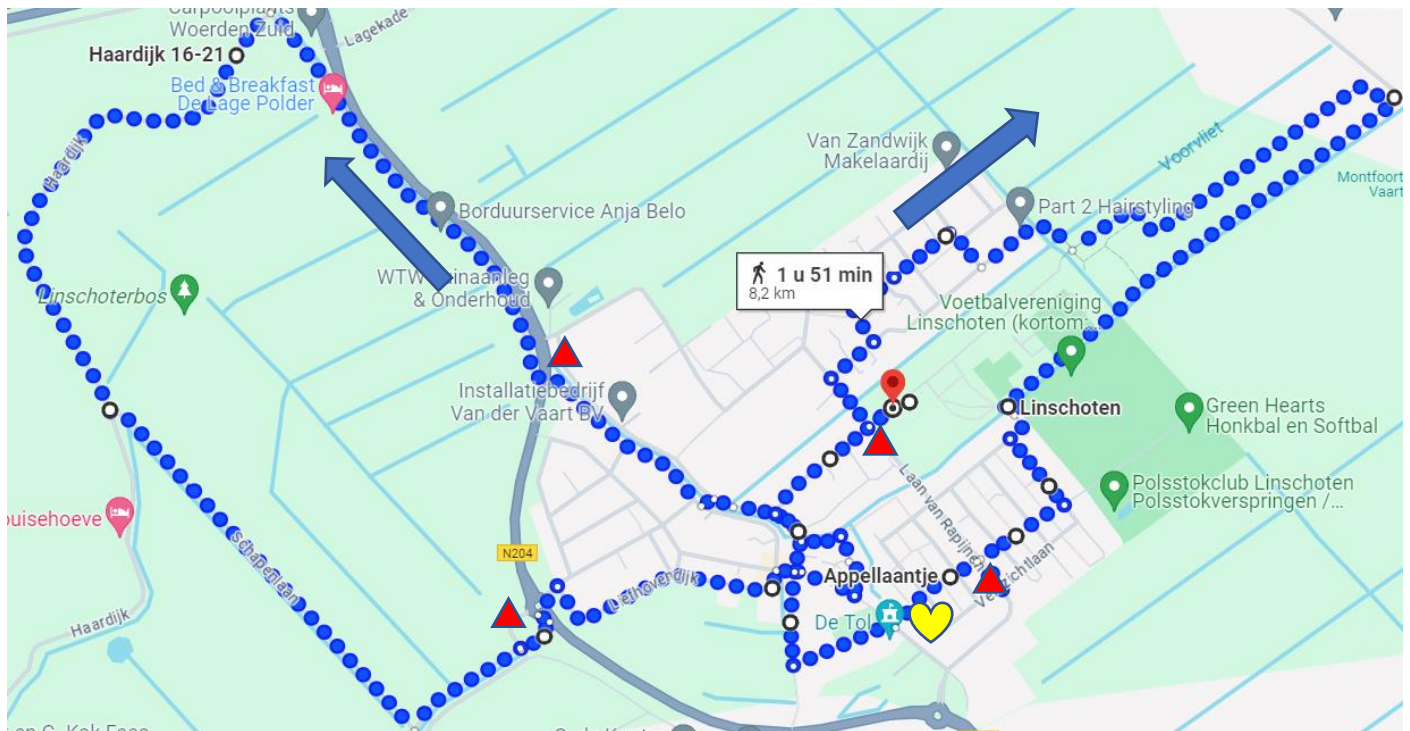 Carpoolplaats
Woerden Zuid
Lagekade
Haardijk 16-21
Bed & Breakfast
De Lage Polder
Haardijk
Van Zandwijk
Makelaardij
Voorvliet
Montfoort
Vaart
Part 2 Hairstyling
Borduurservice Anja Belo
WTW
& Onderhoud
1 u 51 min
8,2 km
Linschoterbos
Voetbalvereniging
Linschoten (kortom:...
Installatiebedrijf
Van der Vaart BV
Linschoten
Green Hearts
Honkbal en Softbal
Polsstokclub Linschoten
Polsstokverspringen /...
Laan van Rapijnen
ouisehoeve
Schapenlaan
N204
Liefhoverdijk
Appellaantje
De Tol
Haardijk